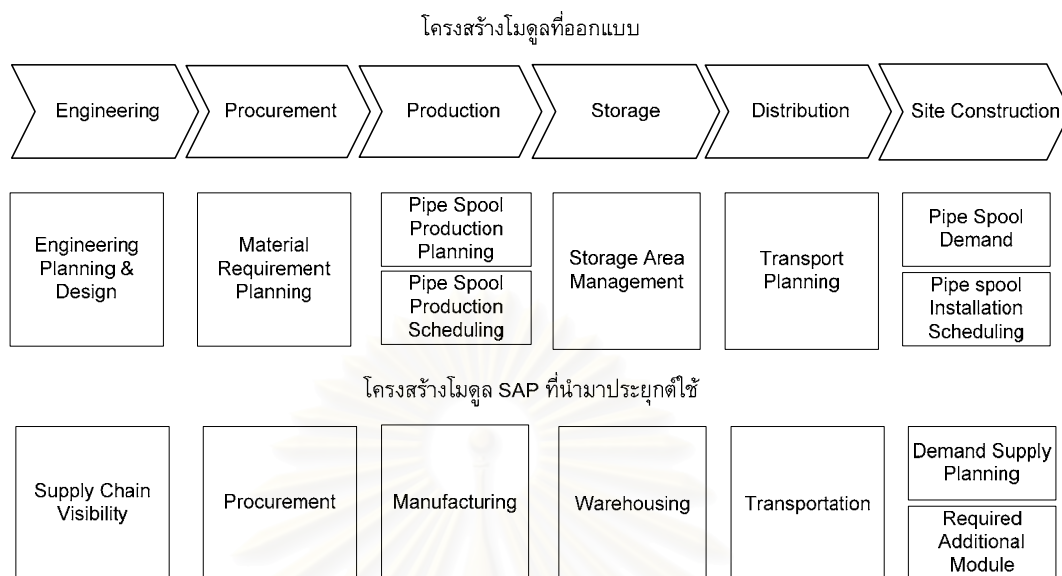 โครงสร้างโมดูลที่ออกแบบ
Engineering
Procurement
Production
Storage
Distribution
Site Construction
Engineering
Planning &
Design
Material
Requirement
Planning
Pipe Spool
Production
Planning
Pipe Spool
Production
Scheduling
Storage Area
Management
Transport
Planning
Pipe Spool
Demand
Pipe spool
Installation
Scheduling
โครงสร้างโมดูล SAP ที่นำมาประยุกต์ใช้
Supply Chain
Visibility
Procurement
Manufacturing
Warehousing
Transportation
Demand Supply
Planning
Required
Additional
Module